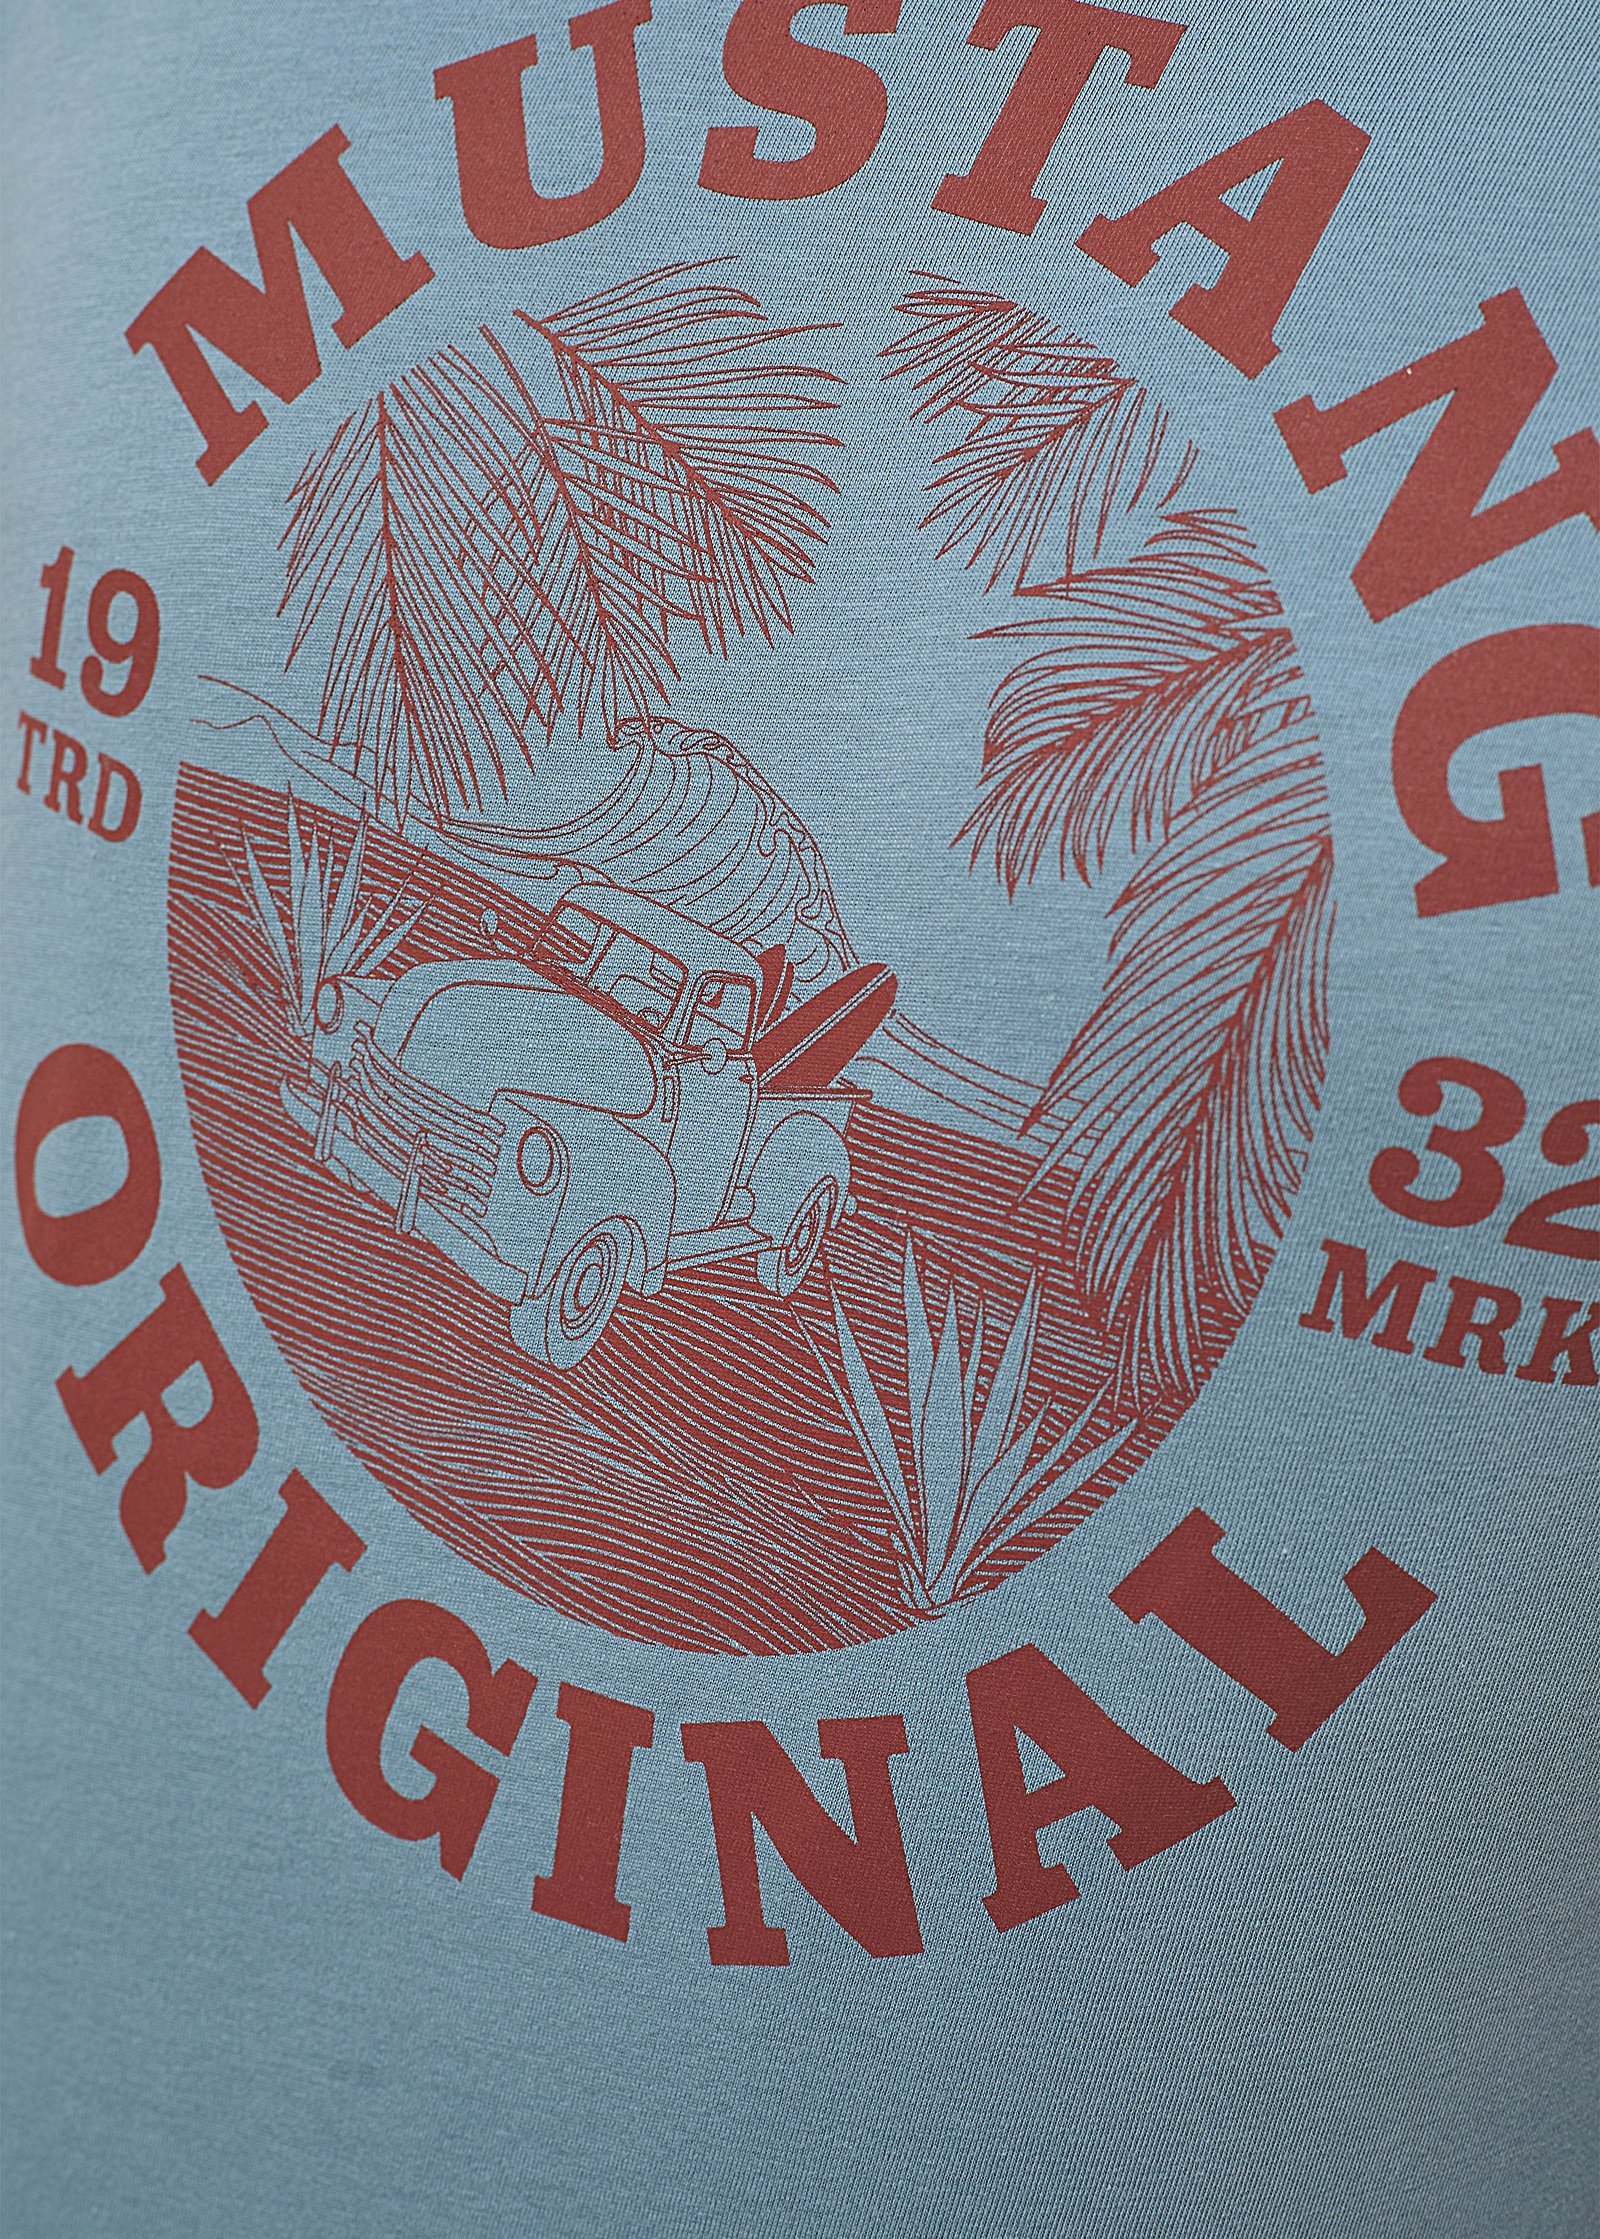 MUSTANG
19
TRD
32
MRK
ORIGINAL